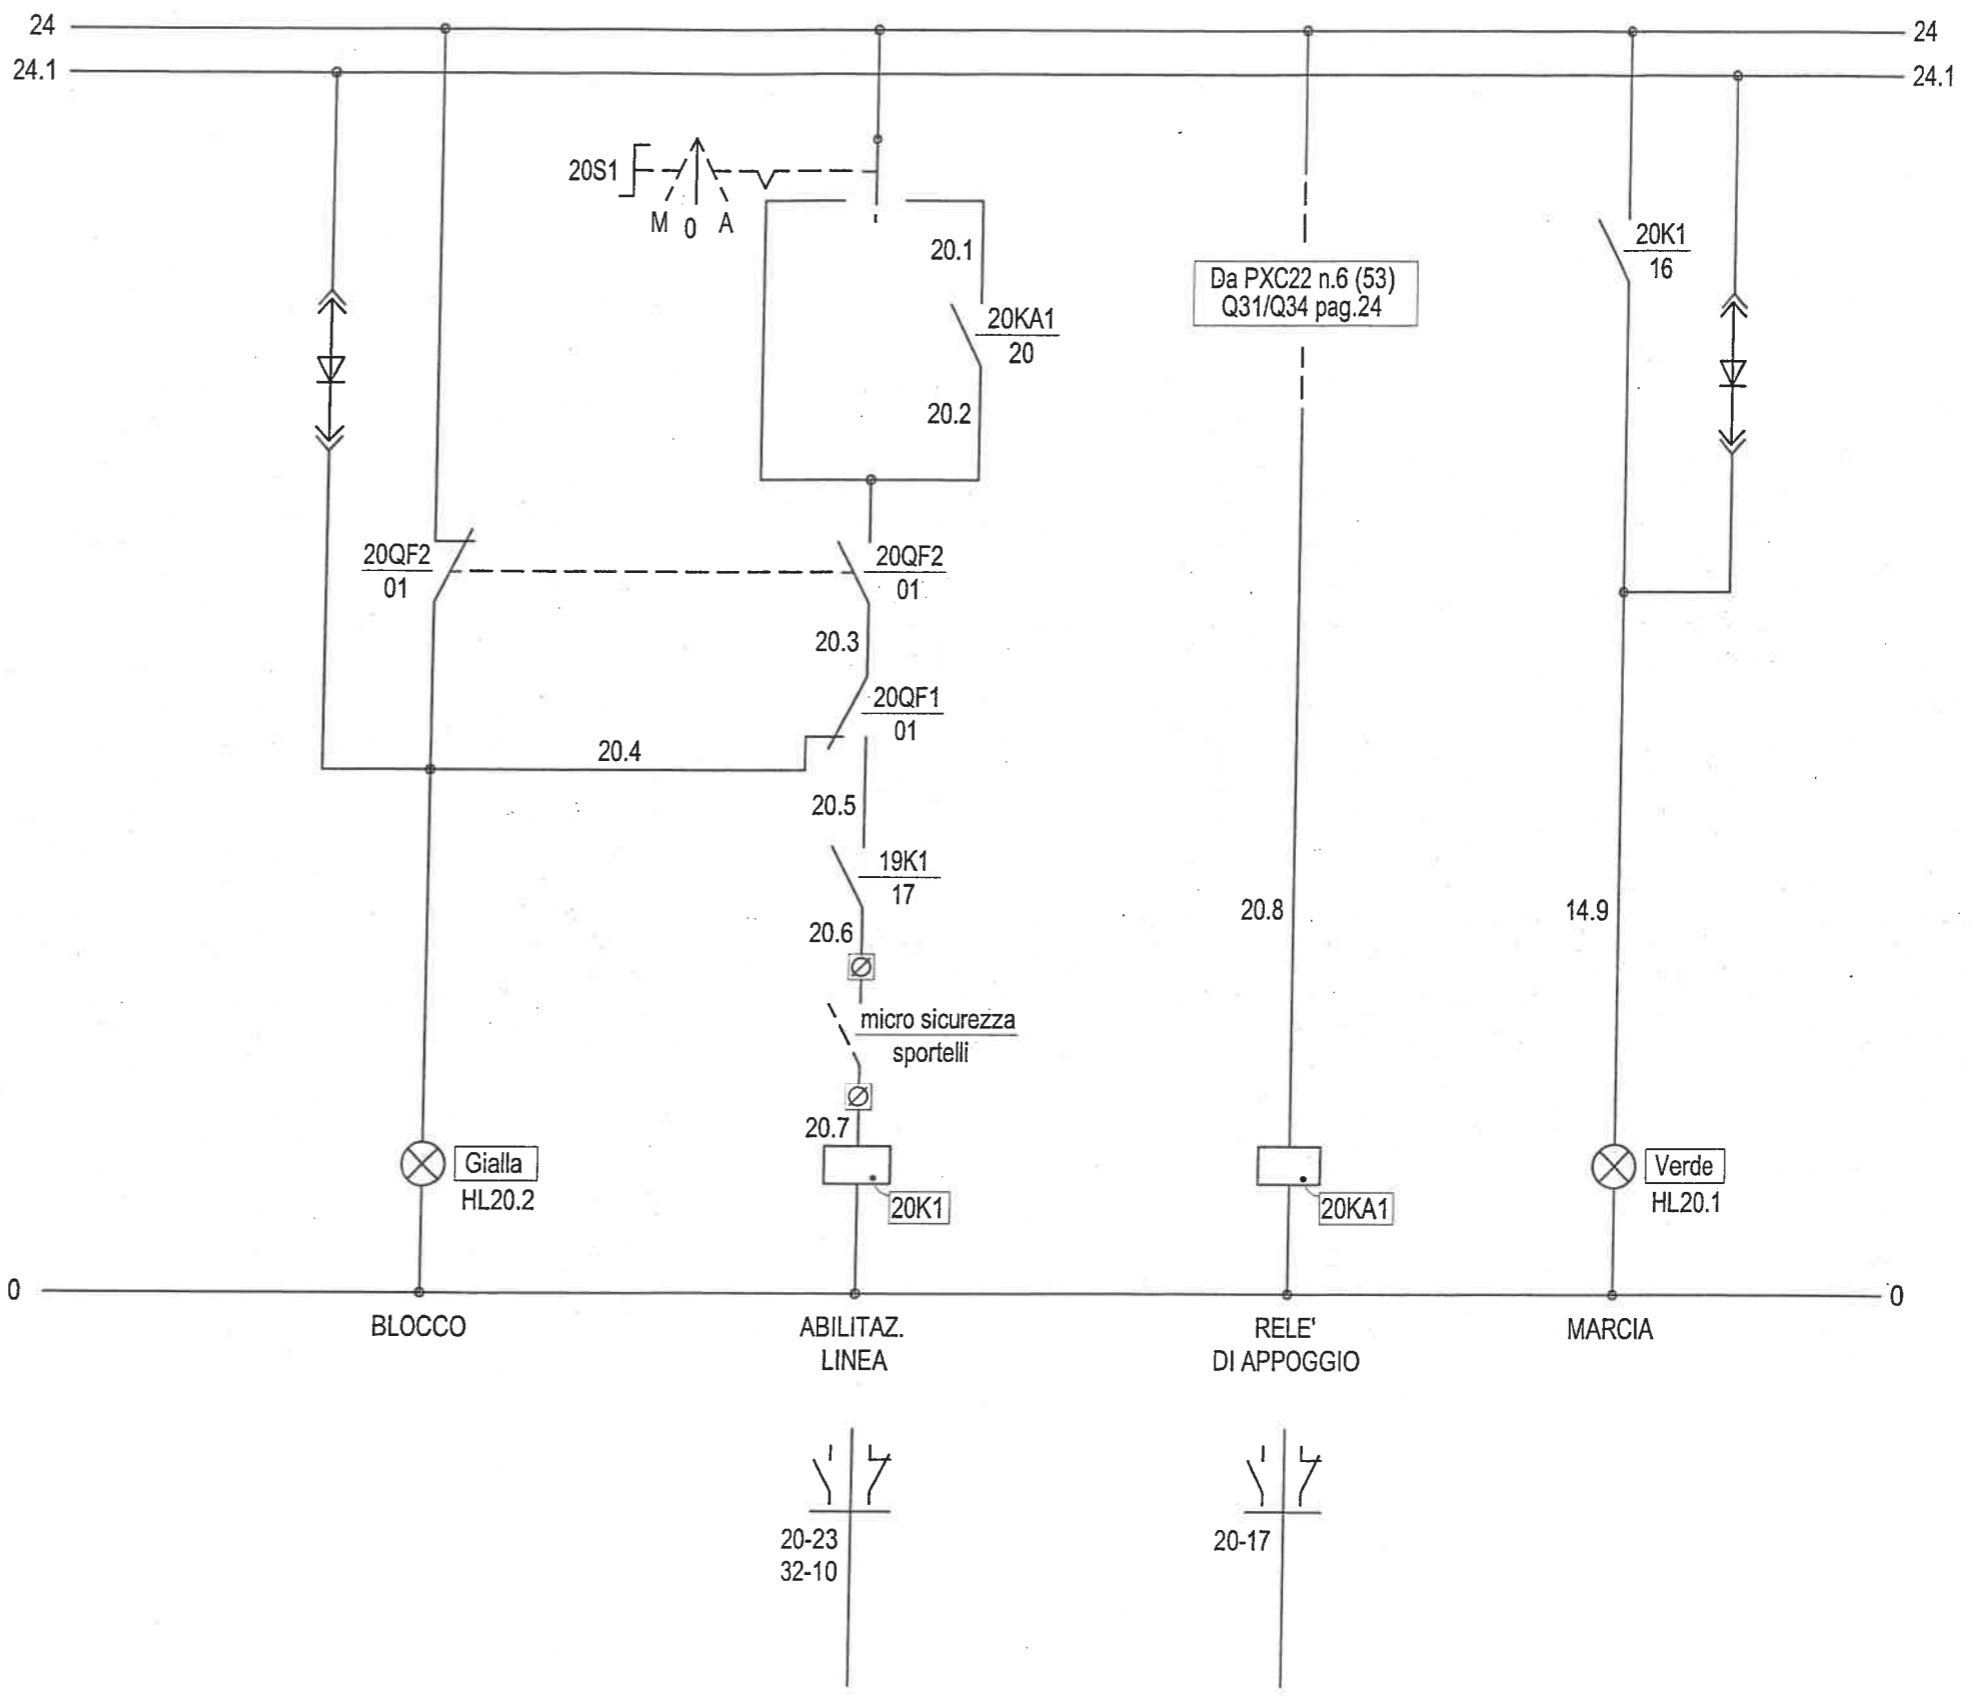 24
24
24.1
24.1
20S1
M 0 A
20.1
20K1
16
Da PXC22 n.6 (53)
Q31/Q34 pag.24
20KA1
20
20.2
20QF2
01
20QF2
01
20.3
20QF1
01
20.4
20.5
19K1
17
20.6
20.8
14.9
micro sicurezza
sportelli
20.7
Gialla
HL20.2
20K1
20KA1
Verde
HL20.1
0
0
BLOCCO
ABILITAZ.
LINEA
RELE'
DI APPOGGIO
MARCIA
20-23
32-10
20-17